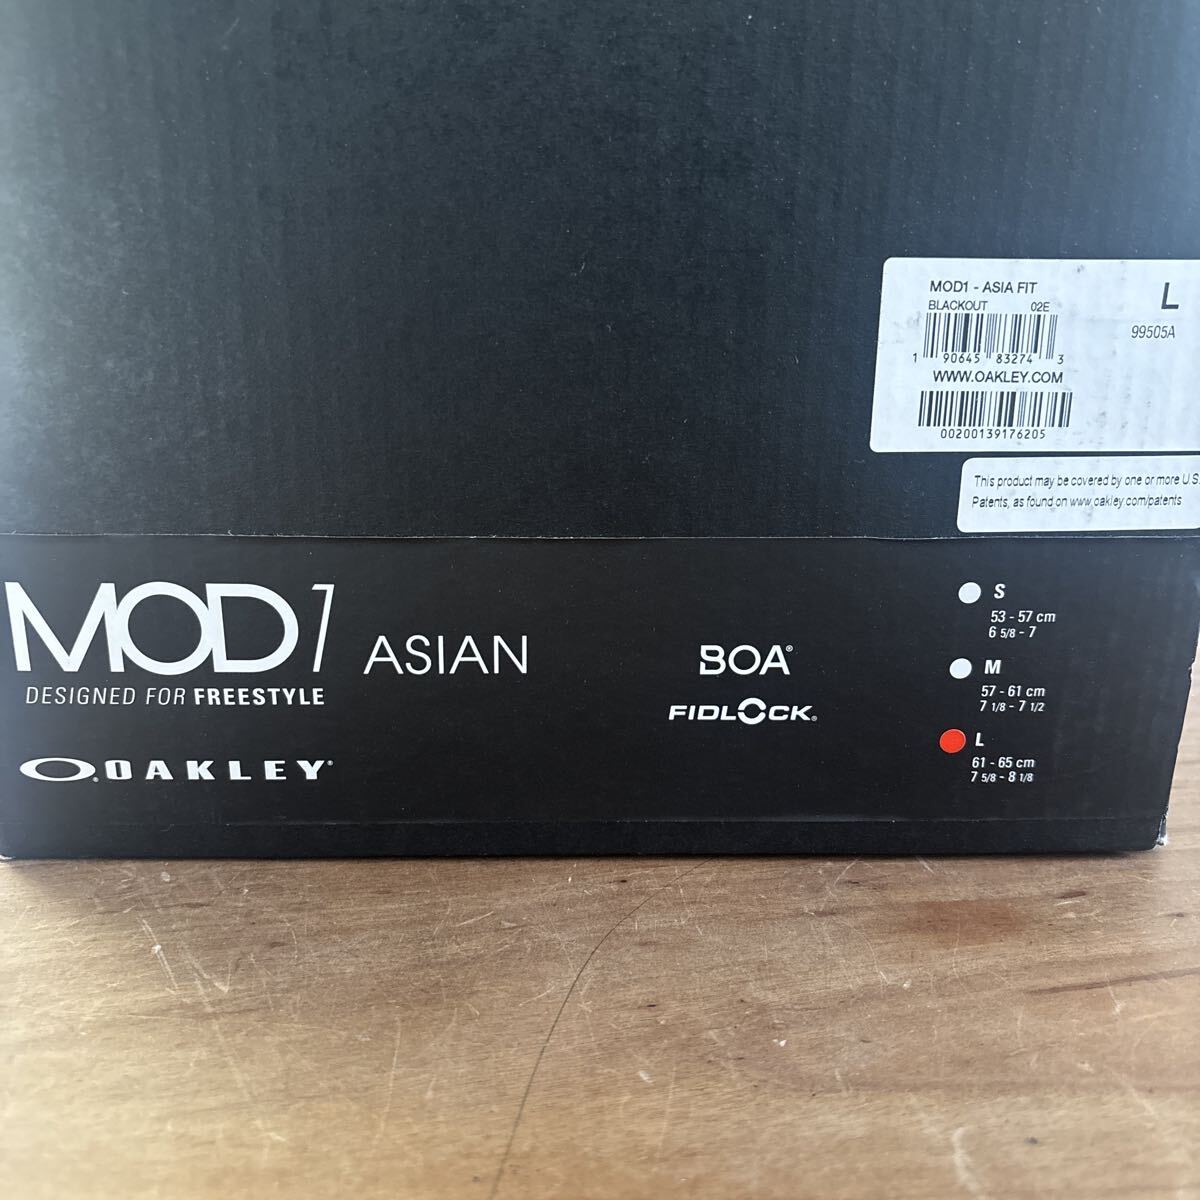 MOD1 - ASIA FIT
L
BLACKOUT 02E
99505A
1 90645 83274 3
WWW.OAKLEY.COM
00200139176205
This product may be covered by one or more U.S.
Patents, as found on www.oakley.com/patents
MOD1 ASIAN
DESIGNED FOR FREESTYLE
OAKLEY®
BOA®
FIDLOCK®
S
53 - 57 cm
6 5/8 - 7
M
57 - 61 cm
7 1/8 - 7 1/2
L
61 - 65 cm
7 5/8 - 8 1/8